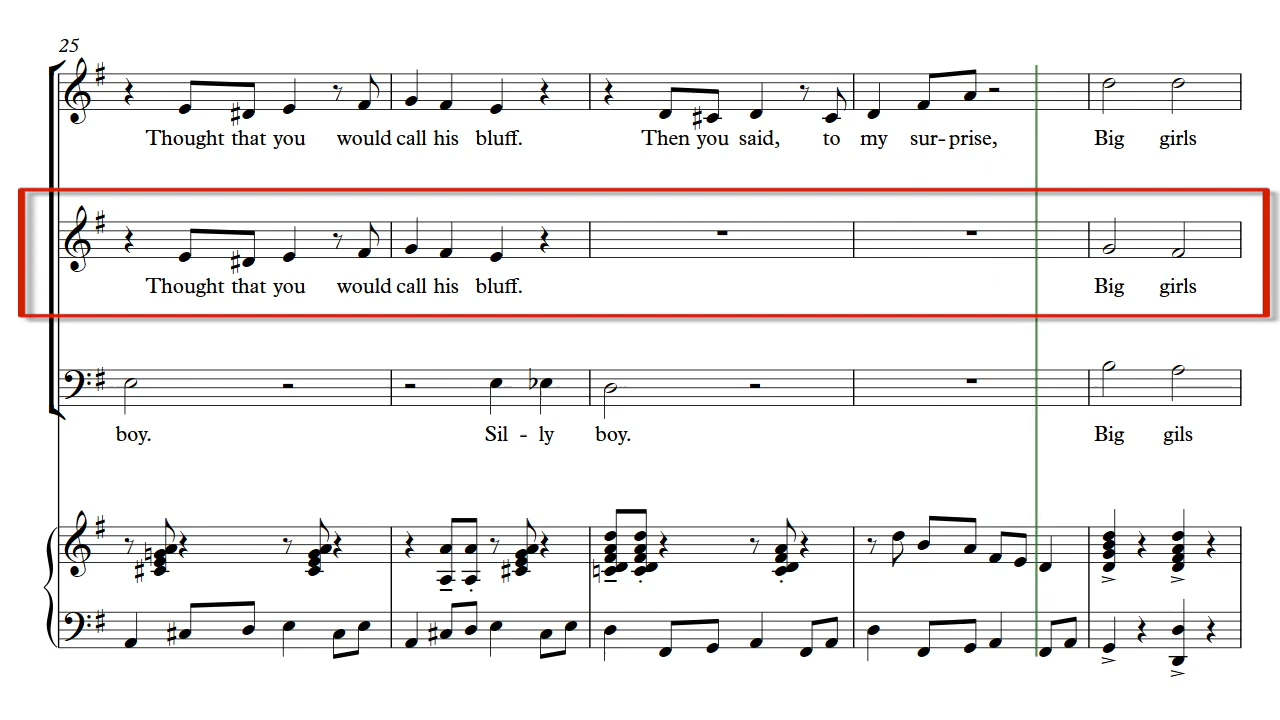 25
Thought that you would call his bluff. Then you said, to my sur-prise, Big girls
Thought that you would call his bluff. Big girls
boy. Sil - ly boy. Big gils